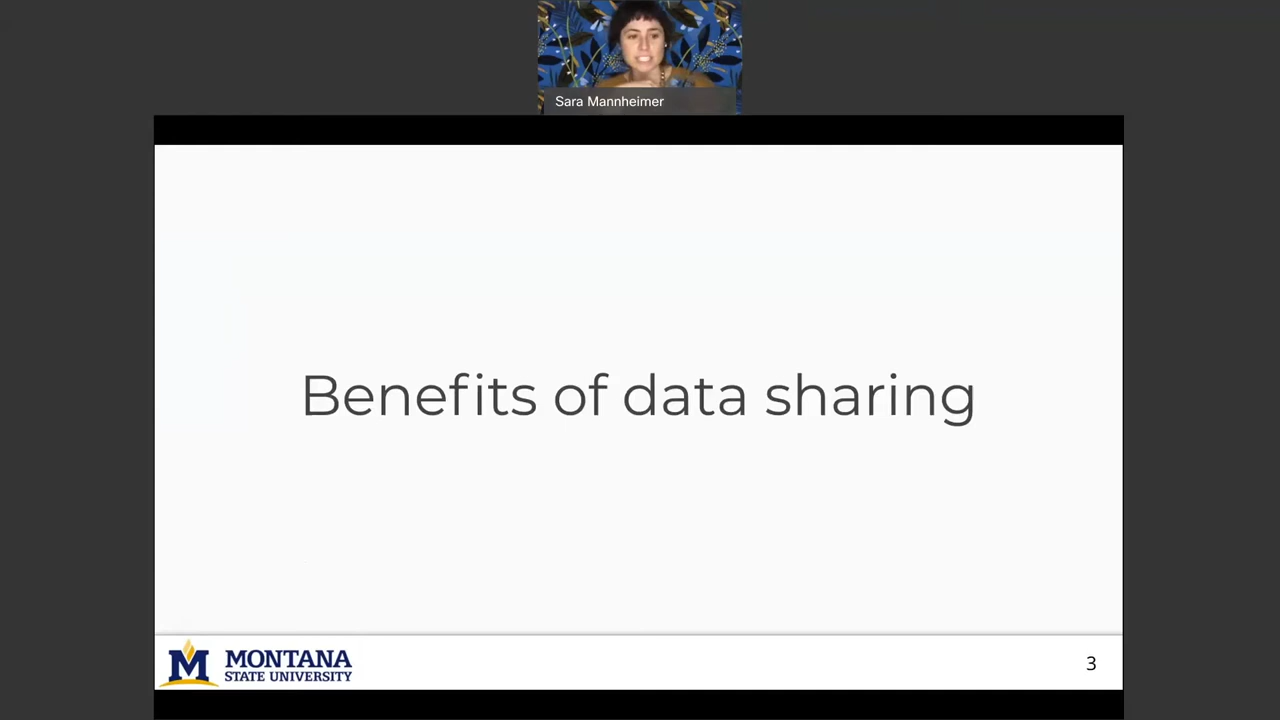 Sara Mannheimer
Benefits of data sharing
M
MONTANA
STATE UNIVERSITY
3